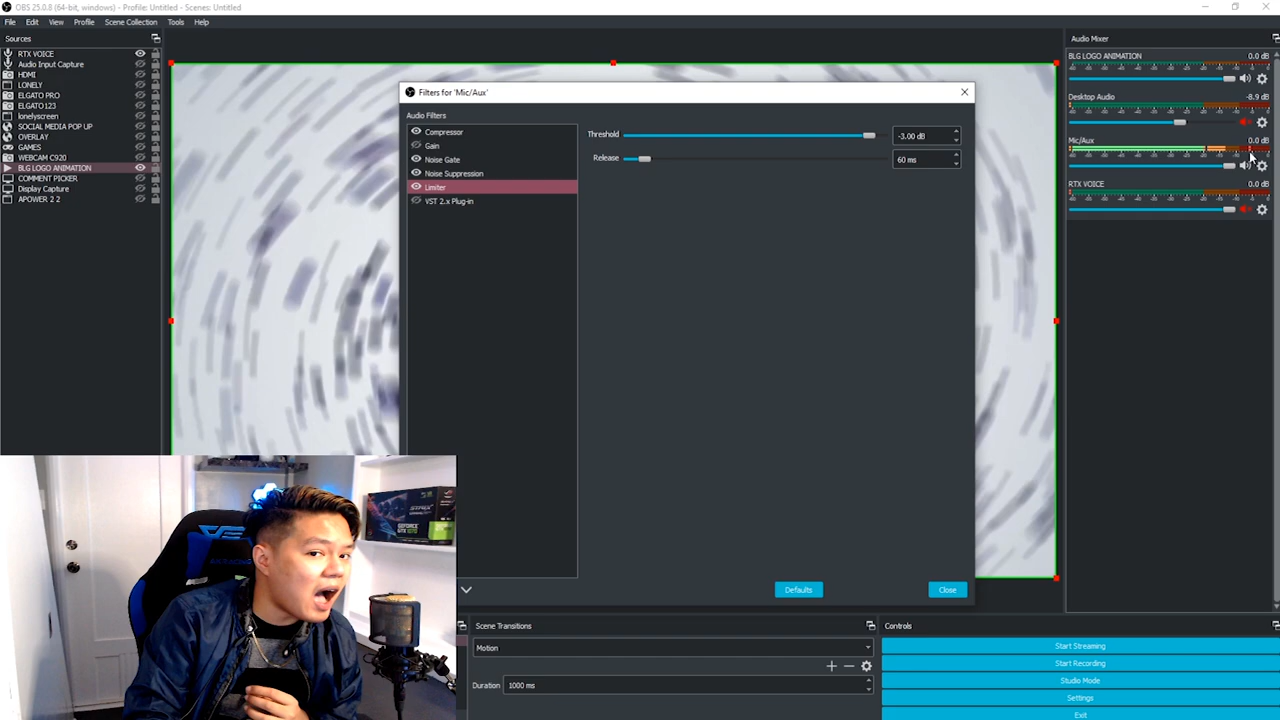 OBS 25.0.8 (64-bit, windows) - Profile: Untitled - Scenes: Untitled
File Edit View Profile Scene Collection Tools Help
Sources
RTX VOICE
Audio Input Capture
HDMI
LONELY
ELGATO PRO
ELGATO123
lonelyscreen
SOCIAL MEDIA POP UP
OVERLAY
GAMES
WEBCAM C920
BLG LOGO ANIMATION
COMMENT PICKER
Display Capture
APOWER 2 2
Filters for 'Mic/Aux'
Audio Filters
Compressor
Gain
Noise Gate
Noise Suppression
Limiter
VST 2.x Plug-in
Threshold -3.00 dB
Release 60 ms
Defaults Close
Audio Mixer
BLG LOGO ANIMATION 0.0 dB
Desktop Audio -8.9 dB
Mic/Aux 0.0 dB
RTX VOICE 0.0 dB
Scene Transitions
Motion
Duration 1000 ms
Controls
Start Streaming
Start Recording
Studio Mode
Settings
Exit